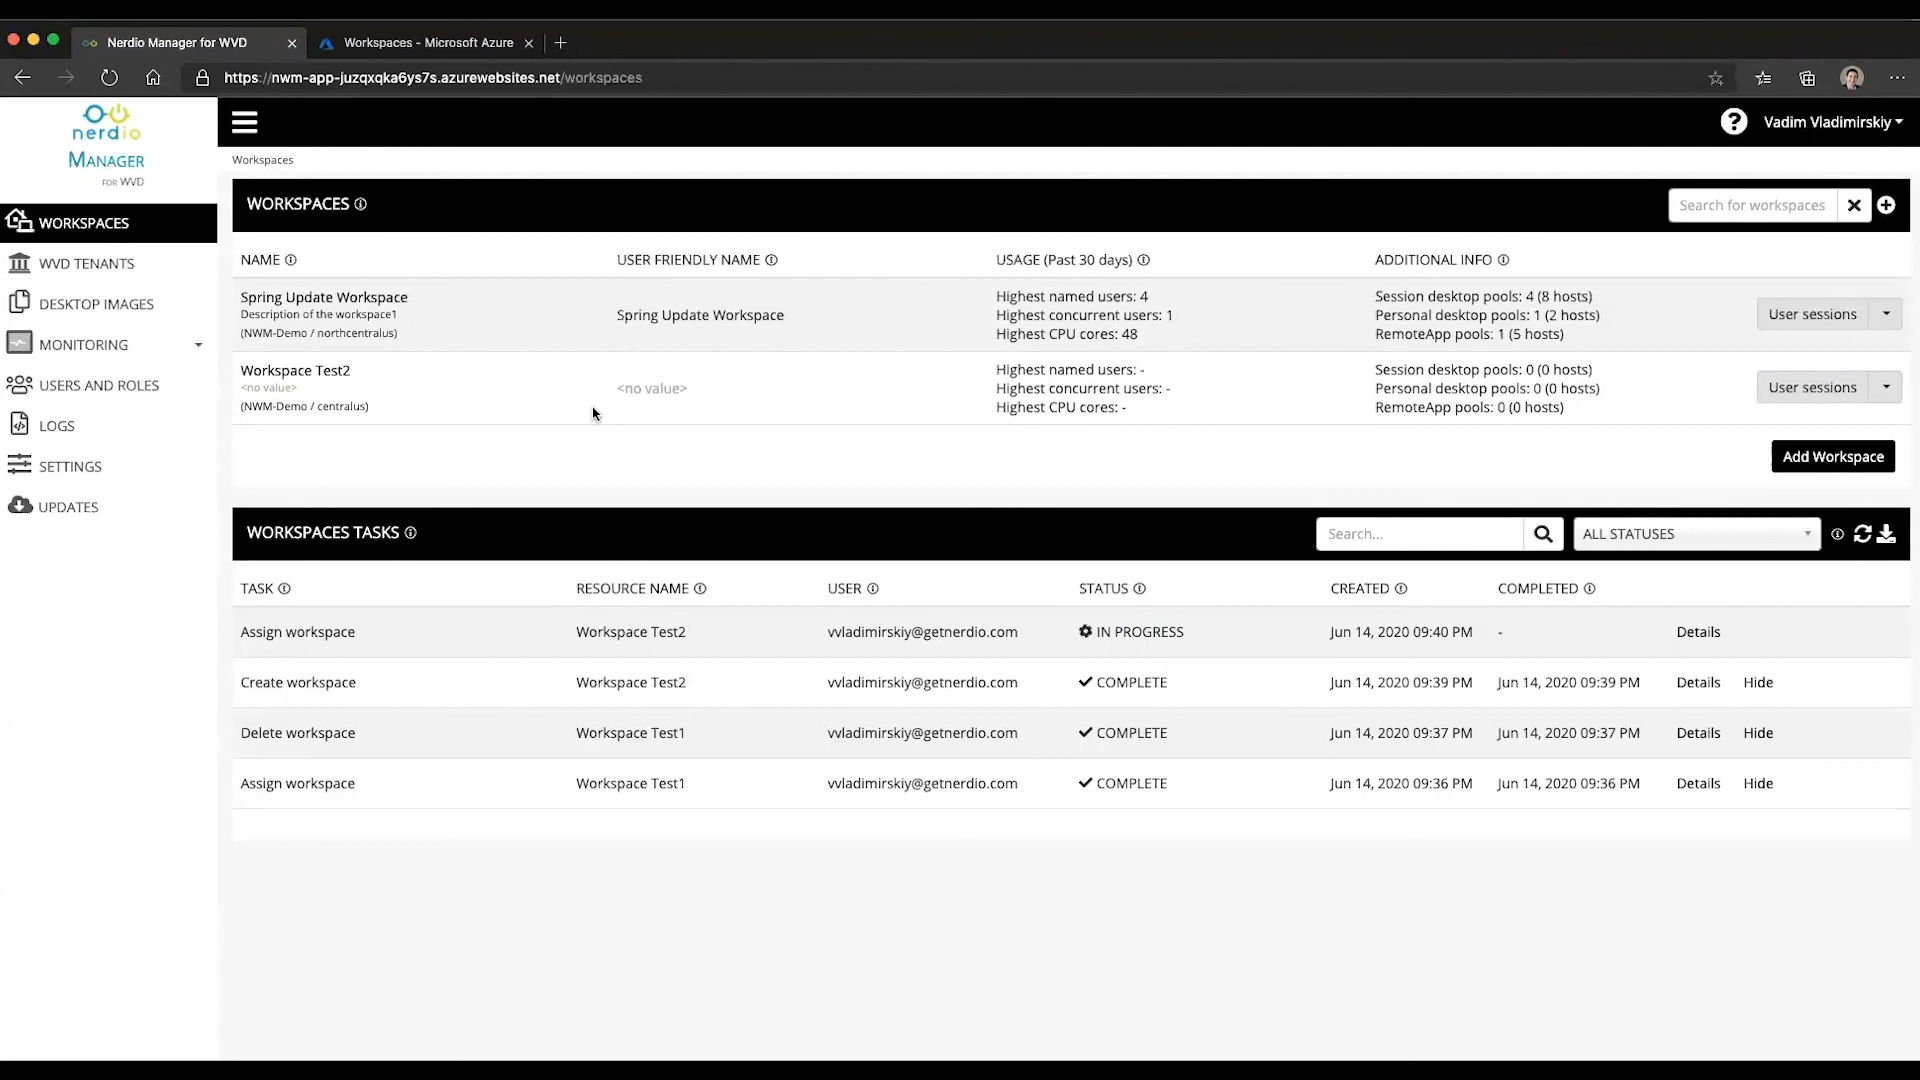 Nerdio Manager for WVD
Workspaces - Microsoft Azure
https://nwm-app-juzqxqka6ys7s.azurewebsites.net/workspaces
nerdio
MANAGER
FOR WVD
Vadim Vladimirskiy
WORKSPACES
WVD TENANTS
DESKTOP IMAGES
MONITORING
USERS AND ROLES
LOGS
SETTINGS
UPDATES
Workspaces
WORKSPACES
Search for workspaces
NAME USER FRIENDLY NAME USAGE (Past 30 days) ADDITIONAL INFO
Spring Update Workspace
Description of the workspace1
(NWM-Demo / northcentralus)
Spring Update Workspace
Highest named users: 4
Highest concurrent users: 1
Highest CPU cores: 48
Session desktop pools: 4 (8 hosts)
Personal desktop pools: 1 (2 hosts)
RemoteApp pools: 1 (5 hosts)
User sessions
Workspace Test2
<no value>
(NWM-Demo / centralus)
<no value>
Highest named users: -
Highest concurrent users: -
Highest CPU cores: -
Session desktop pools: 0 (0 hosts)
Personal desktop pools: 0 (0 hosts)
RemoteApp pools: 0 (0 hosts)
User sessions
Add Workspace
WORKSPACES TASKS
Search...
ALL STATUSES
TASK RESOURCE NAME USER STATUS CREATED COMPLETED
Assign workspace Workspace Test2 vvladimirskiy@getnerdio.com IN PROGRESS Jun 14, 2020 09:40 PM - Details
Create workspace Workspace Test2 vvladimirskiy@getnerdio.com COMPLETE Jun 14, 2020 09:39 PM Jun 14, 2020 09:39 PM Details Hide
Delete workspace Workspace Test1 vvladimirskiy@getnerdio.com COMPLETE Jun 14, 2020 09:37 PM Jun 14, 2020 09:37 PM Details Hide
Assign workspace Workspace Test1 vvladimirskiy@getnerdio.com COMPLETE Jun 14, 2020 09:36 PM Jun 14, 2020 09:36 PM Details Hide